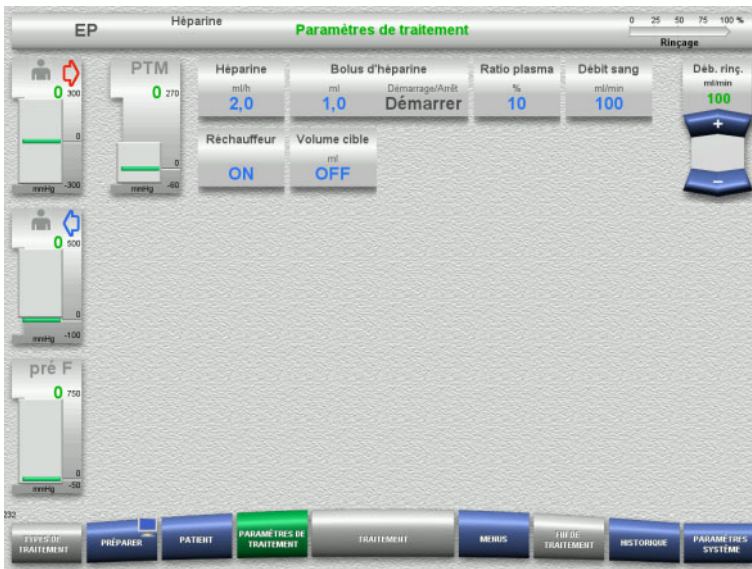 EP
Héparine
Paramètres de traitement
0 25 50 75 100 %
Rinçage
0 300
0
mmHg -300
PTM
0 270
0
mmHg -60
Héparine
ml/h
2,0
Bolus d'héparine
ml Démarrage/Arrêt
1,0 Démarrer
Ratio plasma
%
10
Débit sang
ml/min
100
Déb. rinç.
ml/min
100
+
−
Réchauffeur
ON
Volume cible
ml
OFF
0 500
0
mmHg -100
pré F
0 750
0
mmHg -50
232
TYPES DE TRAITEMENT
PRÉPARER
PATIENT
PARAMÈTRES DE TRAITEMENT
TRAITEMENT
MENUS
FIN DE TRAITEMENT
HISTORIQUE
PARAMÈTRES SYSTÈME